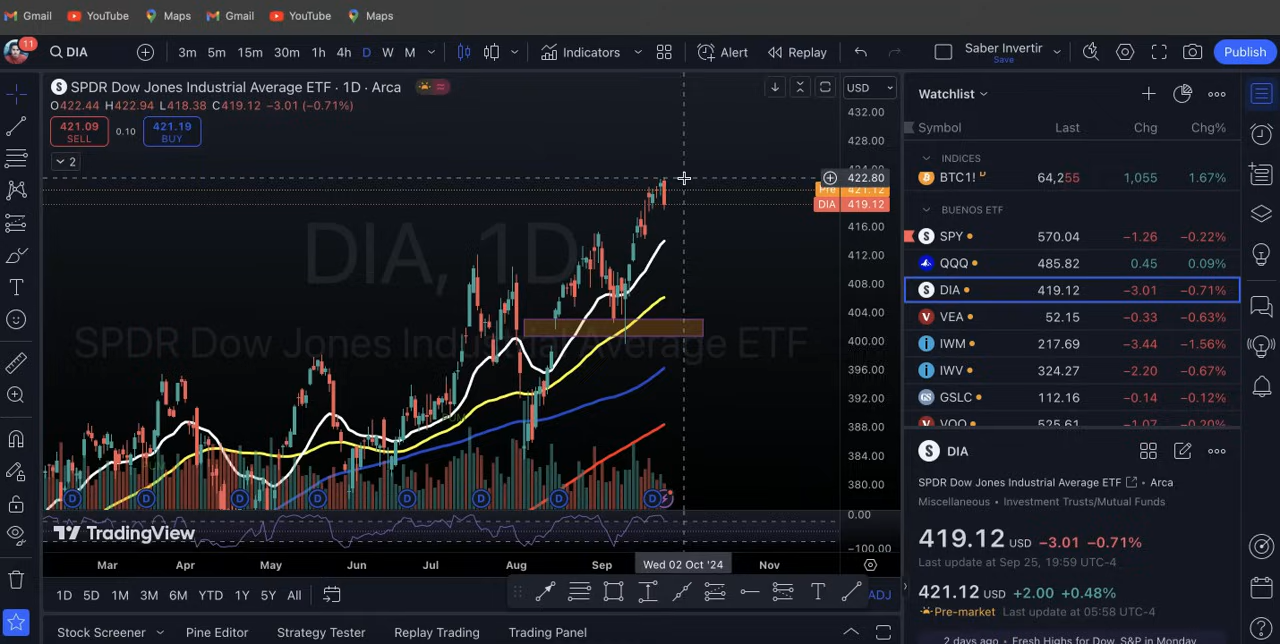 Gmail YouTube Maps Gmail YouTube Maps
11 DIA 3m 5m 15m 30m 1h 4h D W M Indicators Alert Replay Saber Invertir Save Publish
SPDR Dow Jones Industrial Average ETF · 1D · Arca
USD
O422.44 H422.94 L418.38 C419.12 −3.01 (−0.71%)
421.09 SELL 0.10 421.19 BUY
2
DIA, 1D
SPDR Dow Jones Industrial Average ETF
432.00
428.00
424.00
422.80
Pre 421.12
DIA 419.12
416.00
412.00
408.00
404.00
400.00
396.00
392.00
388.00
384.00
380.00
0.00
−100.00
D D D D D D D D
TradingView
Mar Apr May Jun Jul Aug Sep Wed 02 Oct '24 Nov
1D 5D 1M 3M 6M YTD 1Y 5Y All ADJ
Stock Screener Pine Editor Strategy Tester Replay Trading Trading Panel
Watchlist
Symbol Last Chg Chg%
INDICES
BTC1! D 64,255 1,055 1.67%
BUENOS ETF
SPY 570.04 −1.26 −0.22%
QQQ 485.82 0.45 0.09%
DIA 419.12 −3.01 −0.71%
VEA 52.15 −0.33 −0.63%
IWM 217.69 −3.44 −1.56%
IWV 324.27 −2.20 −0.67%
GSLC 112.16 −0.14 −0.12%
VOO 525.61 −1.07 −0.20%
DIA
SPDR Dow Jones Industrial Average ETF · Arca
Miscellaneous · Investment Trusts/Mutual Funds
419.12 USD −3.01 −0.71%
Last update at Sep 25, 19:59 UTC-4
421.12 USD +2.00 +0.48%
Pre-market Last update at 05:58 UTC-4
2 days ago · Fresh Highs for Dow, S&P in Monday